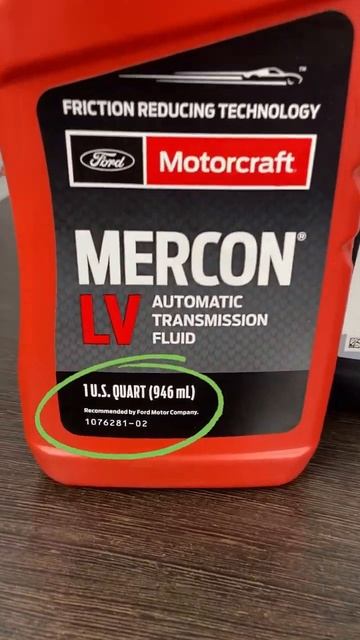 FRICTION REDUCING TECHNOLOGY
Ford Motorcraft
MERCON®
LV AUTOMATIC
TRANSMISSION
FLUID
1 U.S. QUART (946 mL)
Recommended by Ford Motor Company.
1076281-02